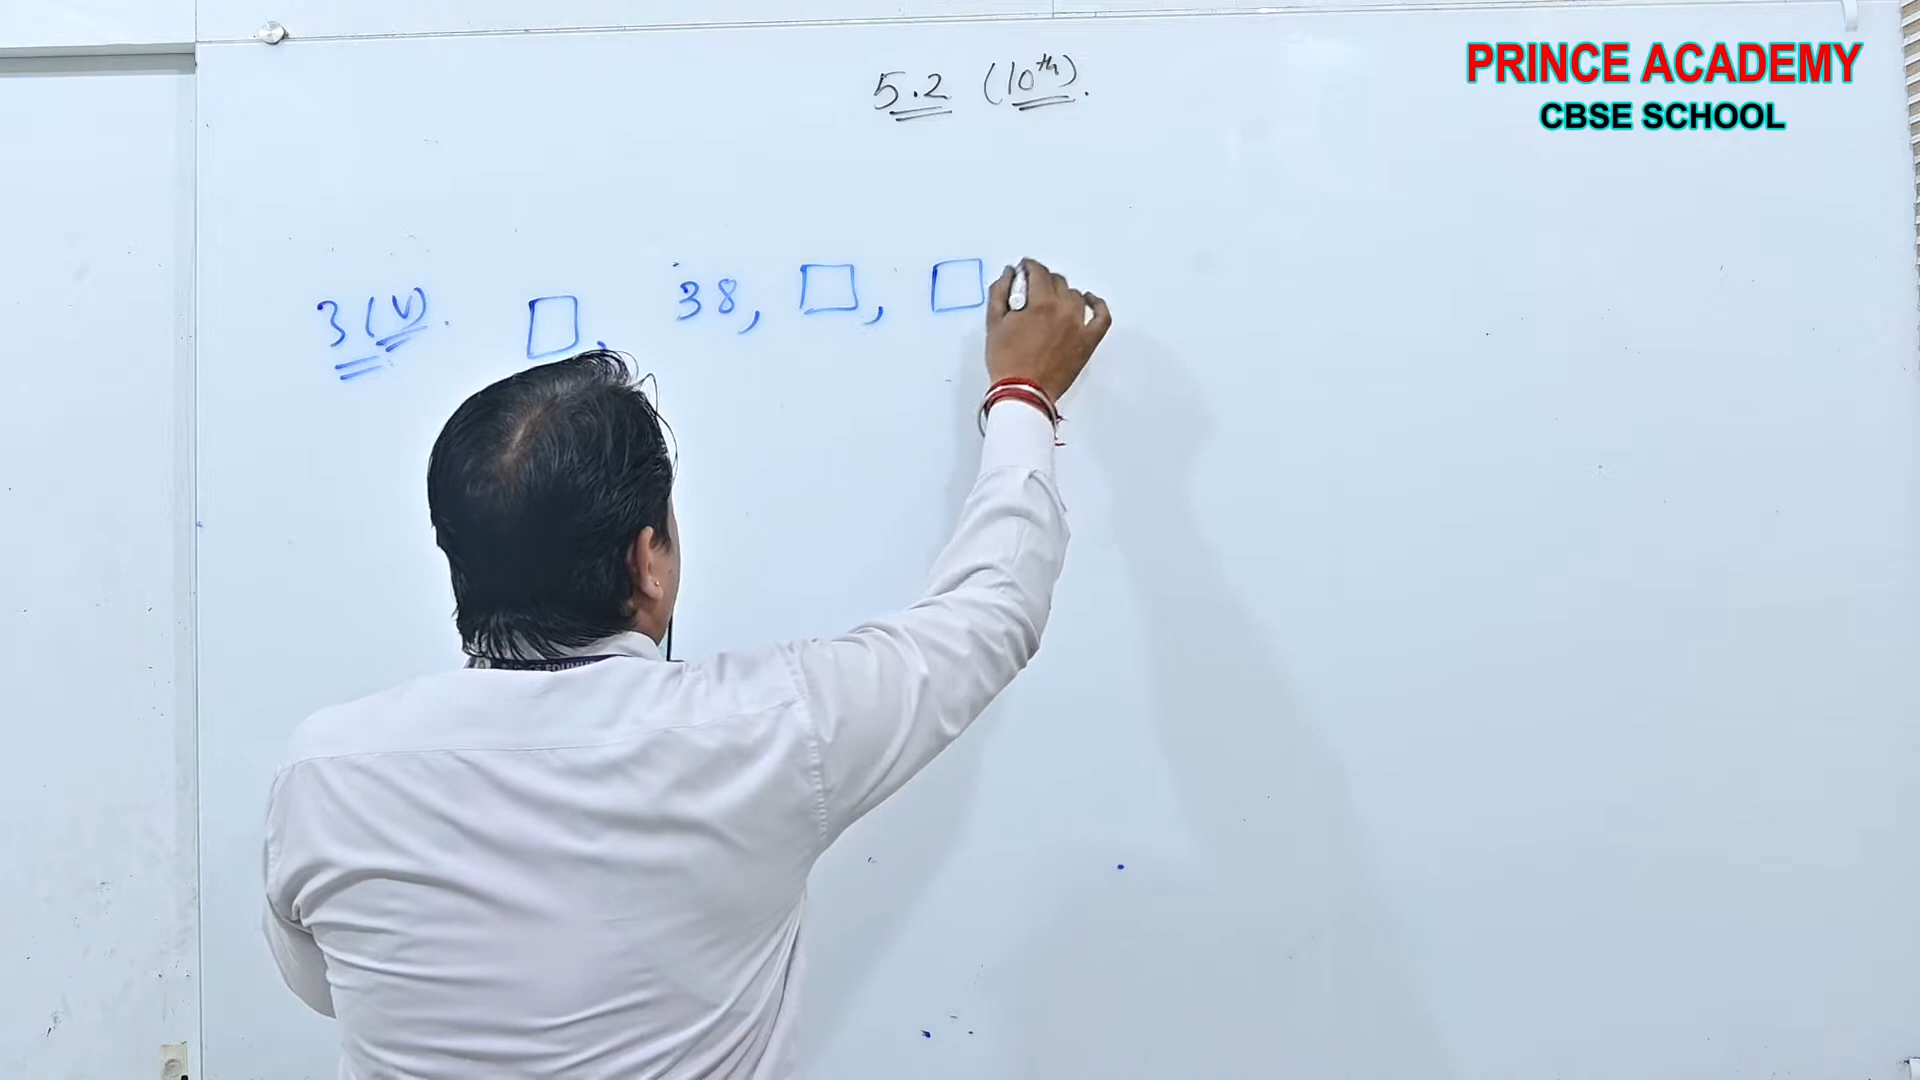 PRINCE ACADEMY
CBSE SCHOOL
5.2 (10th).
3(v). □, 38, □, □